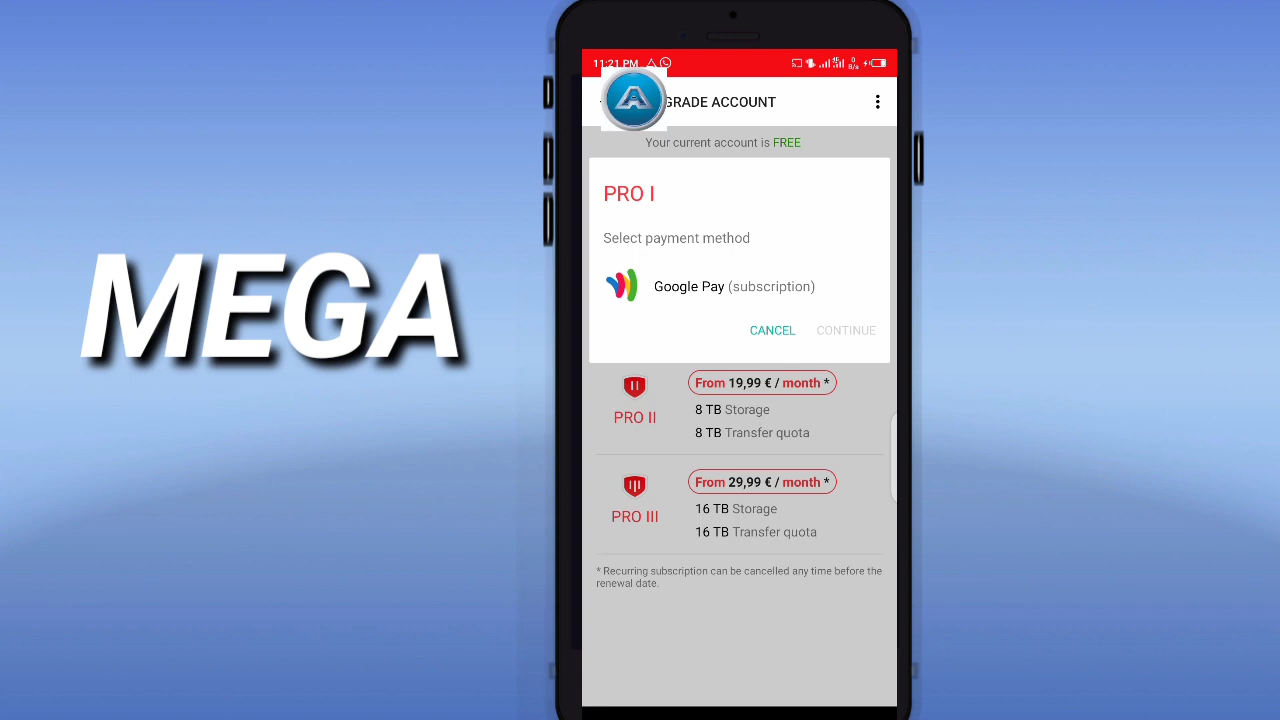 MEGA
11:21 PM
0
B/s
GRADE ACCOUNT
Your current account is FREE
PRO I
Select payment method
Google Pay (subscription)
CANCEL CONTINUE
From 19,99 € / month *
PRO II
8 TB Storage
8 TB Transfer quota
From 29,99 € / month *
PRO III
16 TB Storage
16 TB Transfer quota
* Recurring subscription can be cancelled any time before the
renewal date.